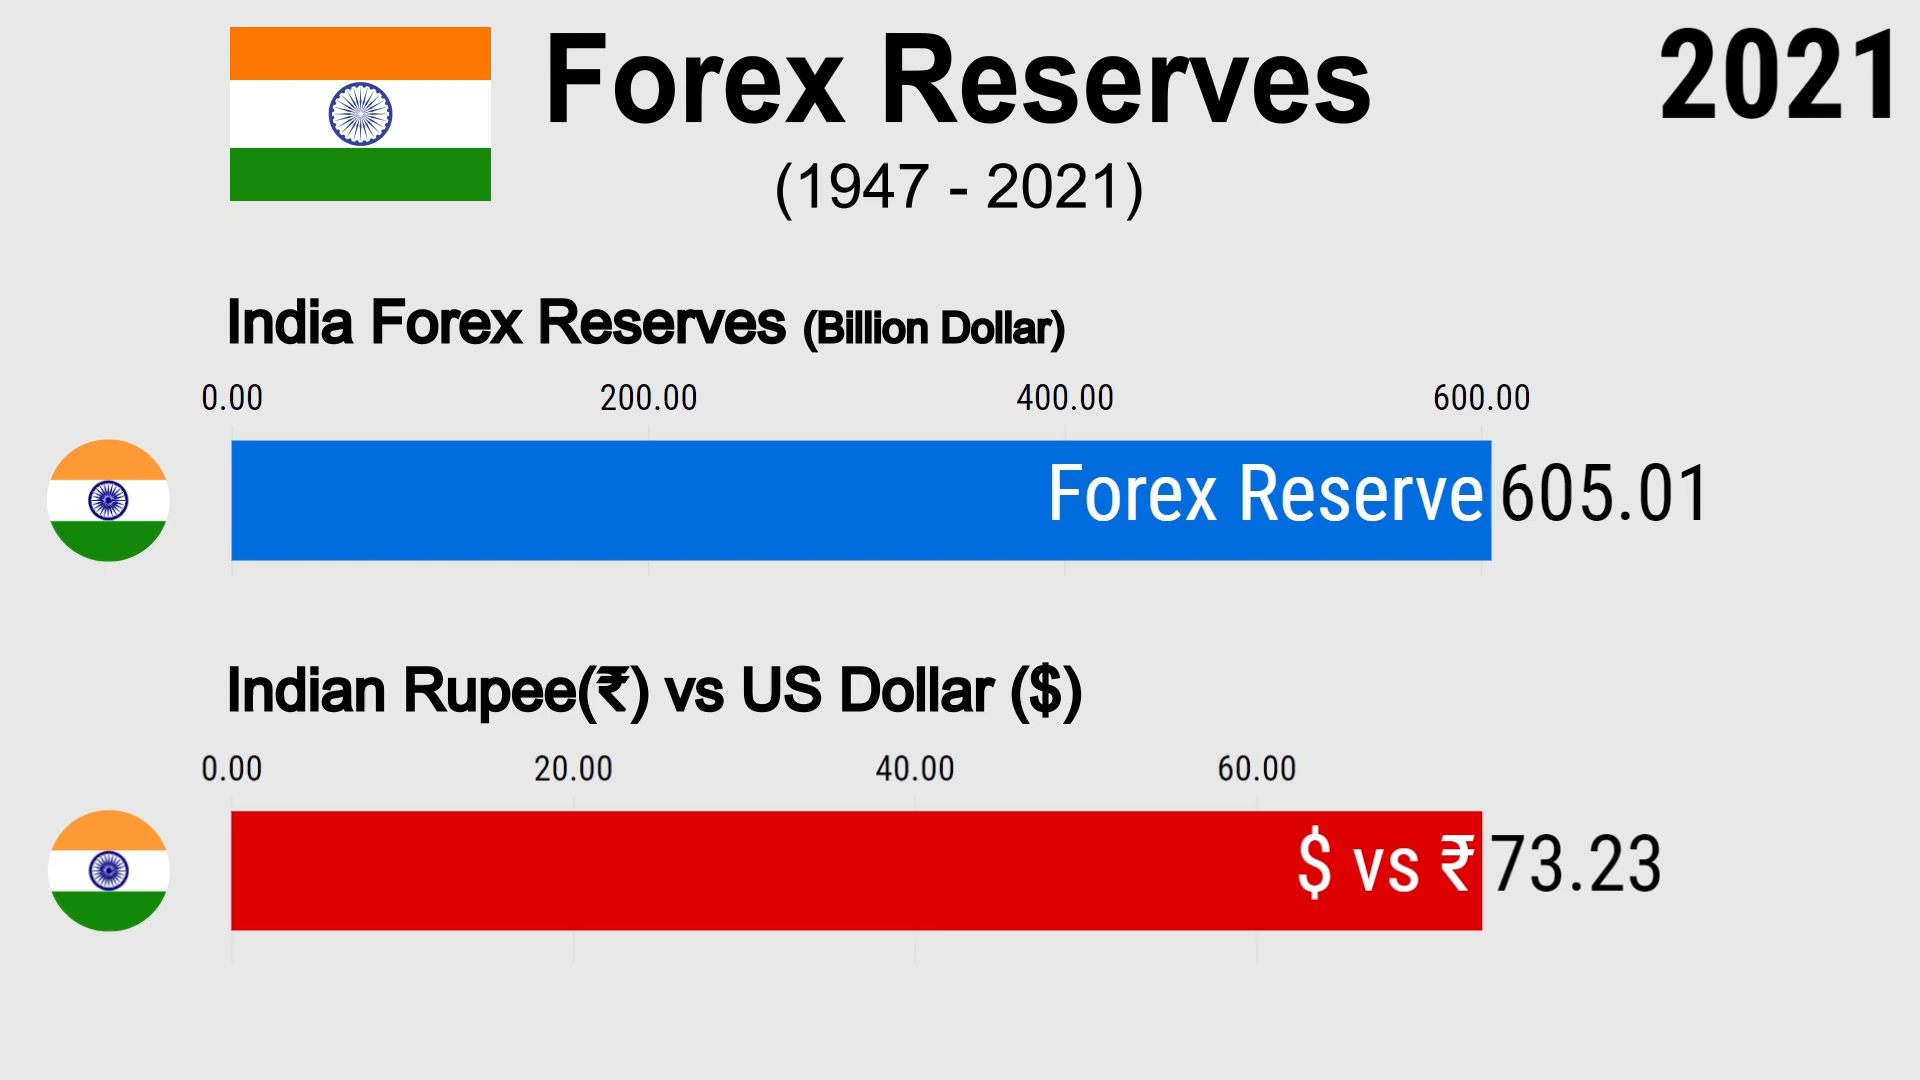 Forex Reserves
2021
(1947 - 2021)
India Forex Reserves (Billion Dollar)
0.00 200.00 400.00 600.00
Forex Reserve 605.01
Indian Rupee(₹) vs US Dollar ($)
0.00 20.00 40.00 60.00
$ vs ₹ 73.23